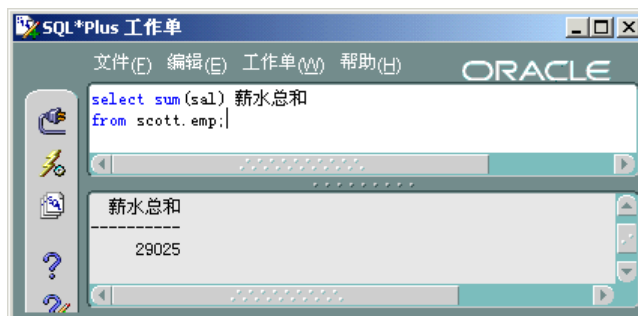 SQL*Plus 工作单
文件(F) 编辑(E) 工作单(W) 帮助(H)
ORACLE
select sum(sal) 薪水总和
from scott.emp;
薪水总和
----------
29025